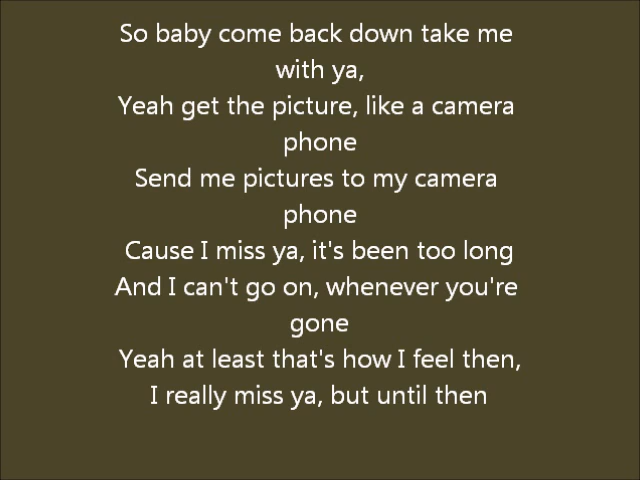 So baby come back down take me
with ya,
Yeah get the picture, like a camera
phone
Send me pictures to my camera
phone
Cause I miss ya, it's been too long
And I can't go on, whenever you're
gone
Yeah at least that's how I feel then,
I really miss ya, but until then